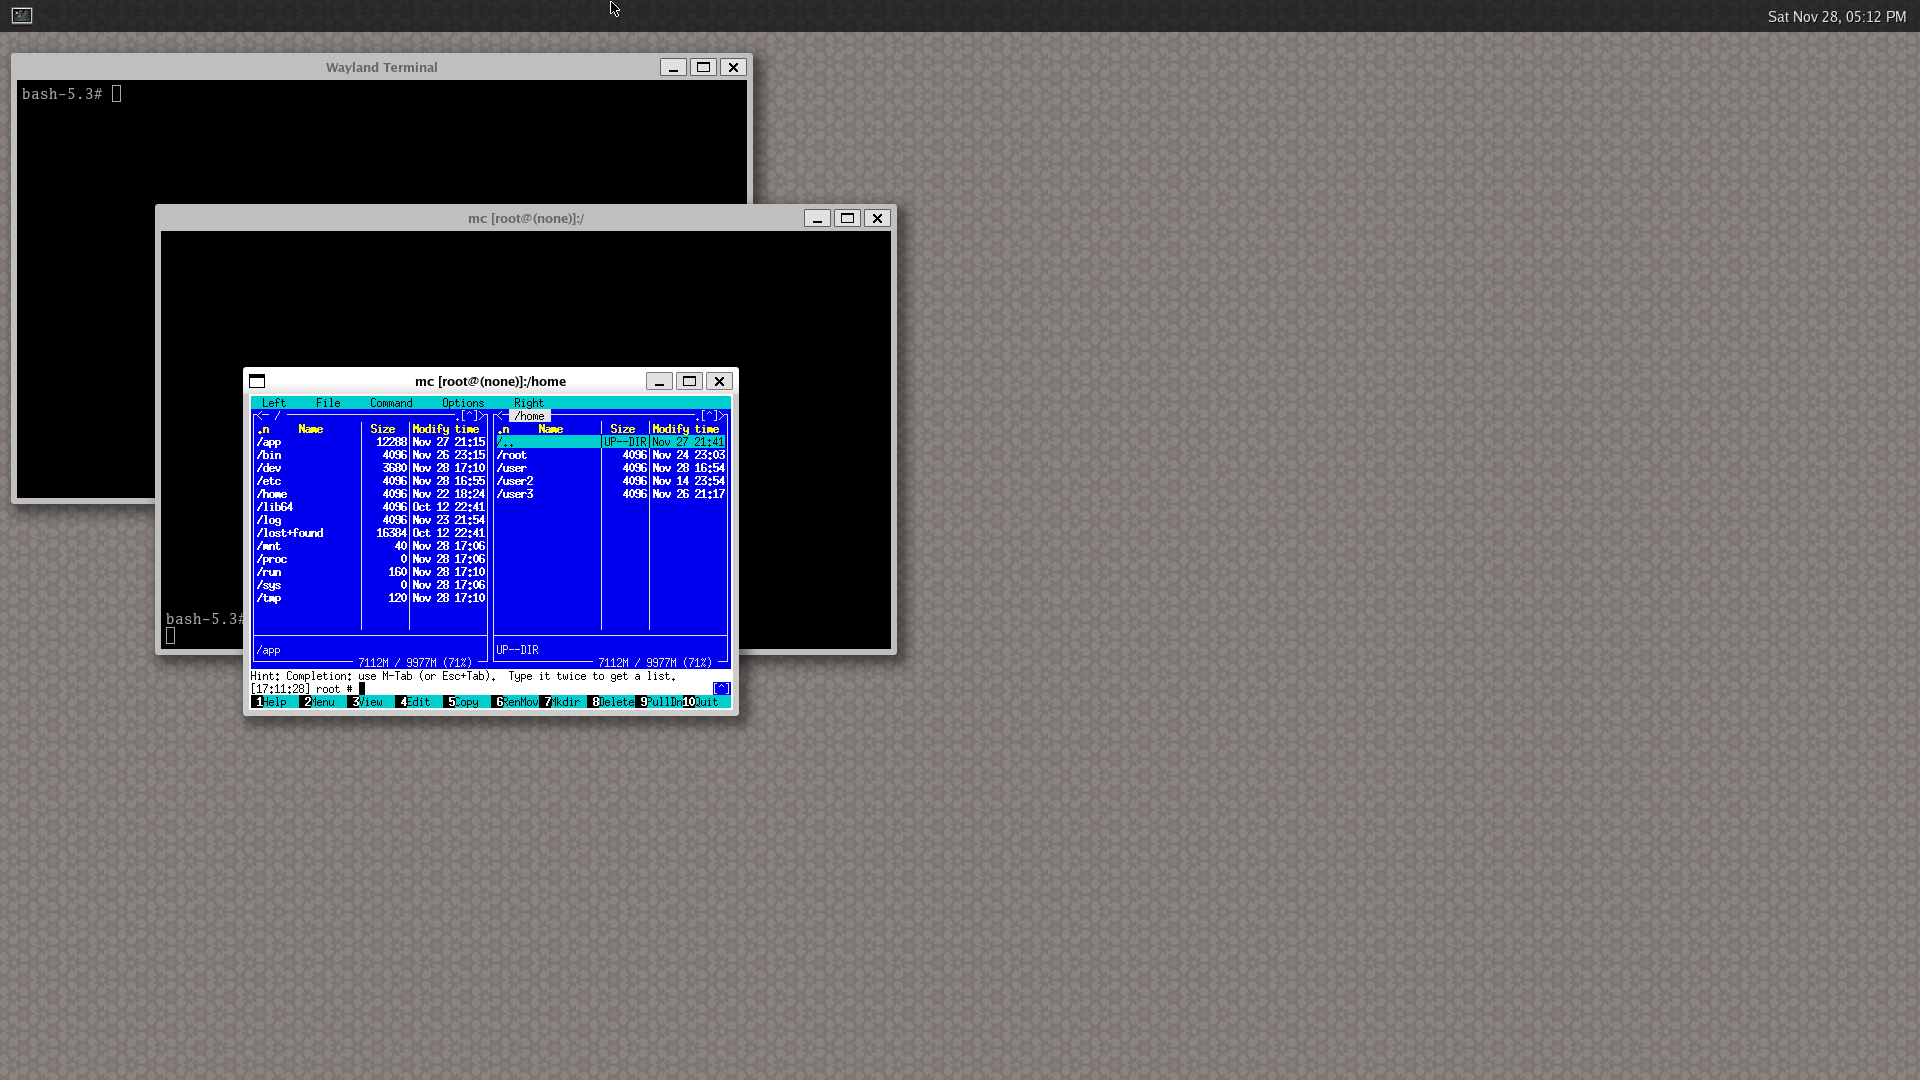 Sat Nov 28, 05:12 PM
Wayland Terminal
bash-5.3#
mc [root@(none)]:/
bash-5.3#
mc [root@(none)]:/home
Left File Command Options Right
/ .[^] /home .[^]
.n Name Size Modify time .n Name Size Modify time
/app 12288 Nov 27 21:15 /.. UP--DIR Nov 27 21:41
/bin 4096 Nov 26 23:15 /root 4096 Nov 24 23:03
/dev 3680 Nov 28 17:10 /user 4096 Nov 28 16:54
/etc 4096 Nov 28 16:55 /user2 4096 Nov 14 23:54
/home 4096 Nov 22 18:24 /user3 4096 Nov 26 21:17
/lib64 4096 Oct 12 22:41
/log 4096 Nov 23 21:54
/lost+found 16384 Oct 12 22:41
/mnt 40 Nov 28 17:06
/proc 0 Nov 28 17:06
/run 160 Nov 28 17:10
/sys 0 Nov 28 17:06
/tmp 120 Nov 28 17:10
/app UP--DIR
7112M / 9977M (71%) 7112M / 9977M (71%)
Hint: Completion: use M-Tab (or Esc+Tab). Type it twice to get a list.
[17:11:28] root # [^]
1Help 2Menu 3View 4Edit 5Copy 6RenMov 7Mkdir 8Delete 9PullDn 10Quit